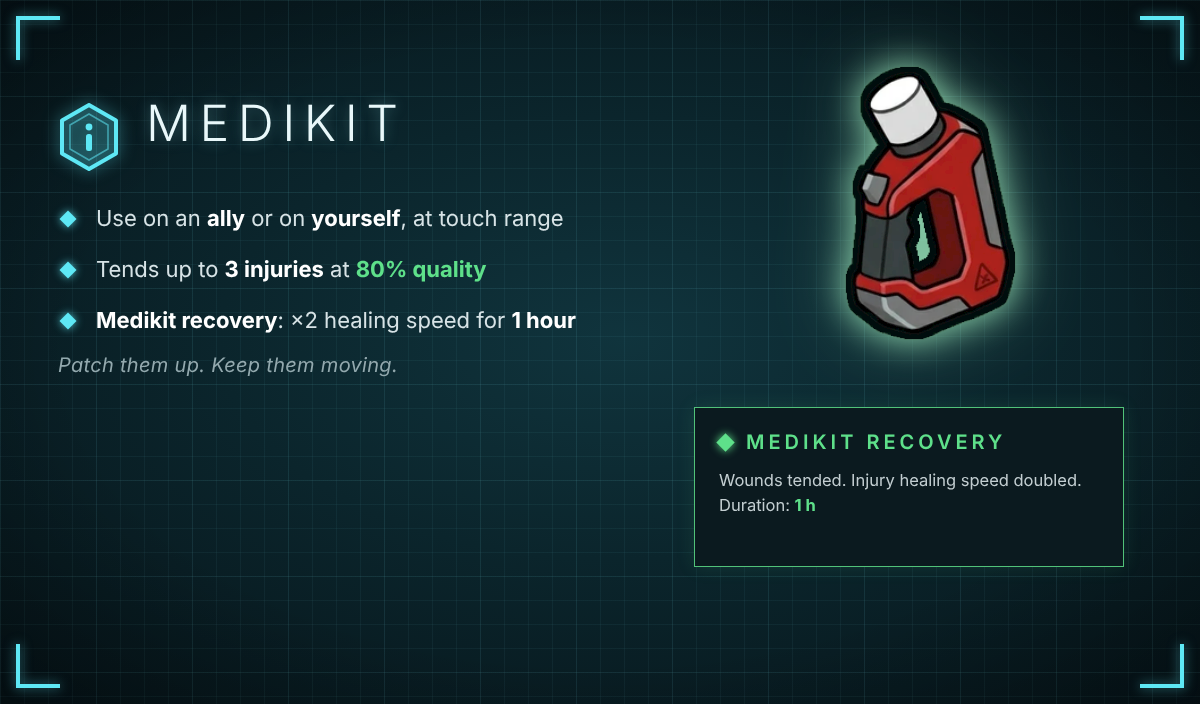 MEDIKIT
Use on an ally or on yourself, at touch range
Tends up to 3 injuries at 80% quality
Medikit recovery: ×2 healing speed for 1 hour
Patch them up. Keep them moving.
MEDIKIT RECOVERY
Wounds tended. Injury healing speed doubled.
Duration: 1 h